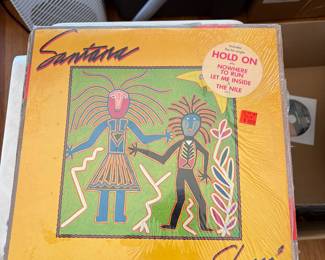 Santana
HOLD ON
NOWHERE
TO RUN
LET ME INSIDE
THE NILE